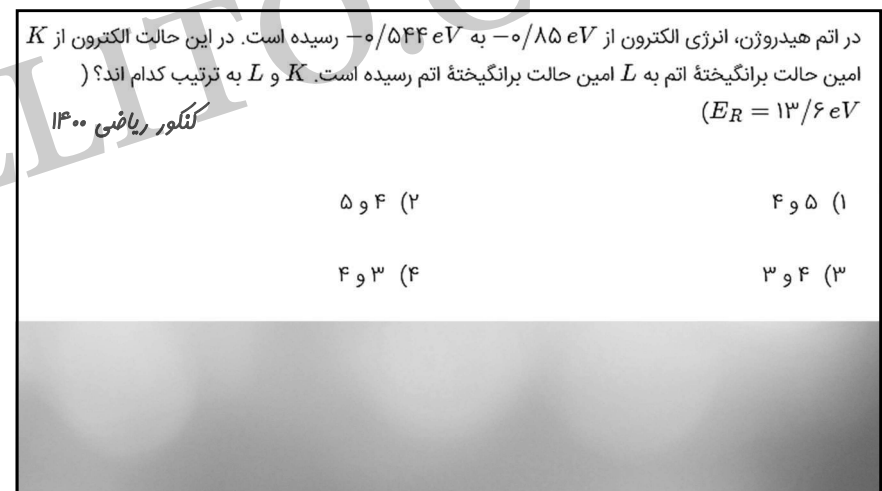 در اتم هیدروژن، انرژی الکترون از −۰/۸۵ eV به −۰/۵۴۴ eV رسیده است. در این حالت الکترون از K
امین حالت برانگیختهٔ اتم به L امین حالت برانگیختهٔ اتم رسیده است. K و L به ترتیب کدام اند؟ (
E_R = ۱۳/۶ eV)
کنکور ریاضی ۱۴۰۰
۱) ۵ و ۴
۲) ۴ و ۵
۳) ۴ و ۳
۴) ۳ و ۴
LLITO.C